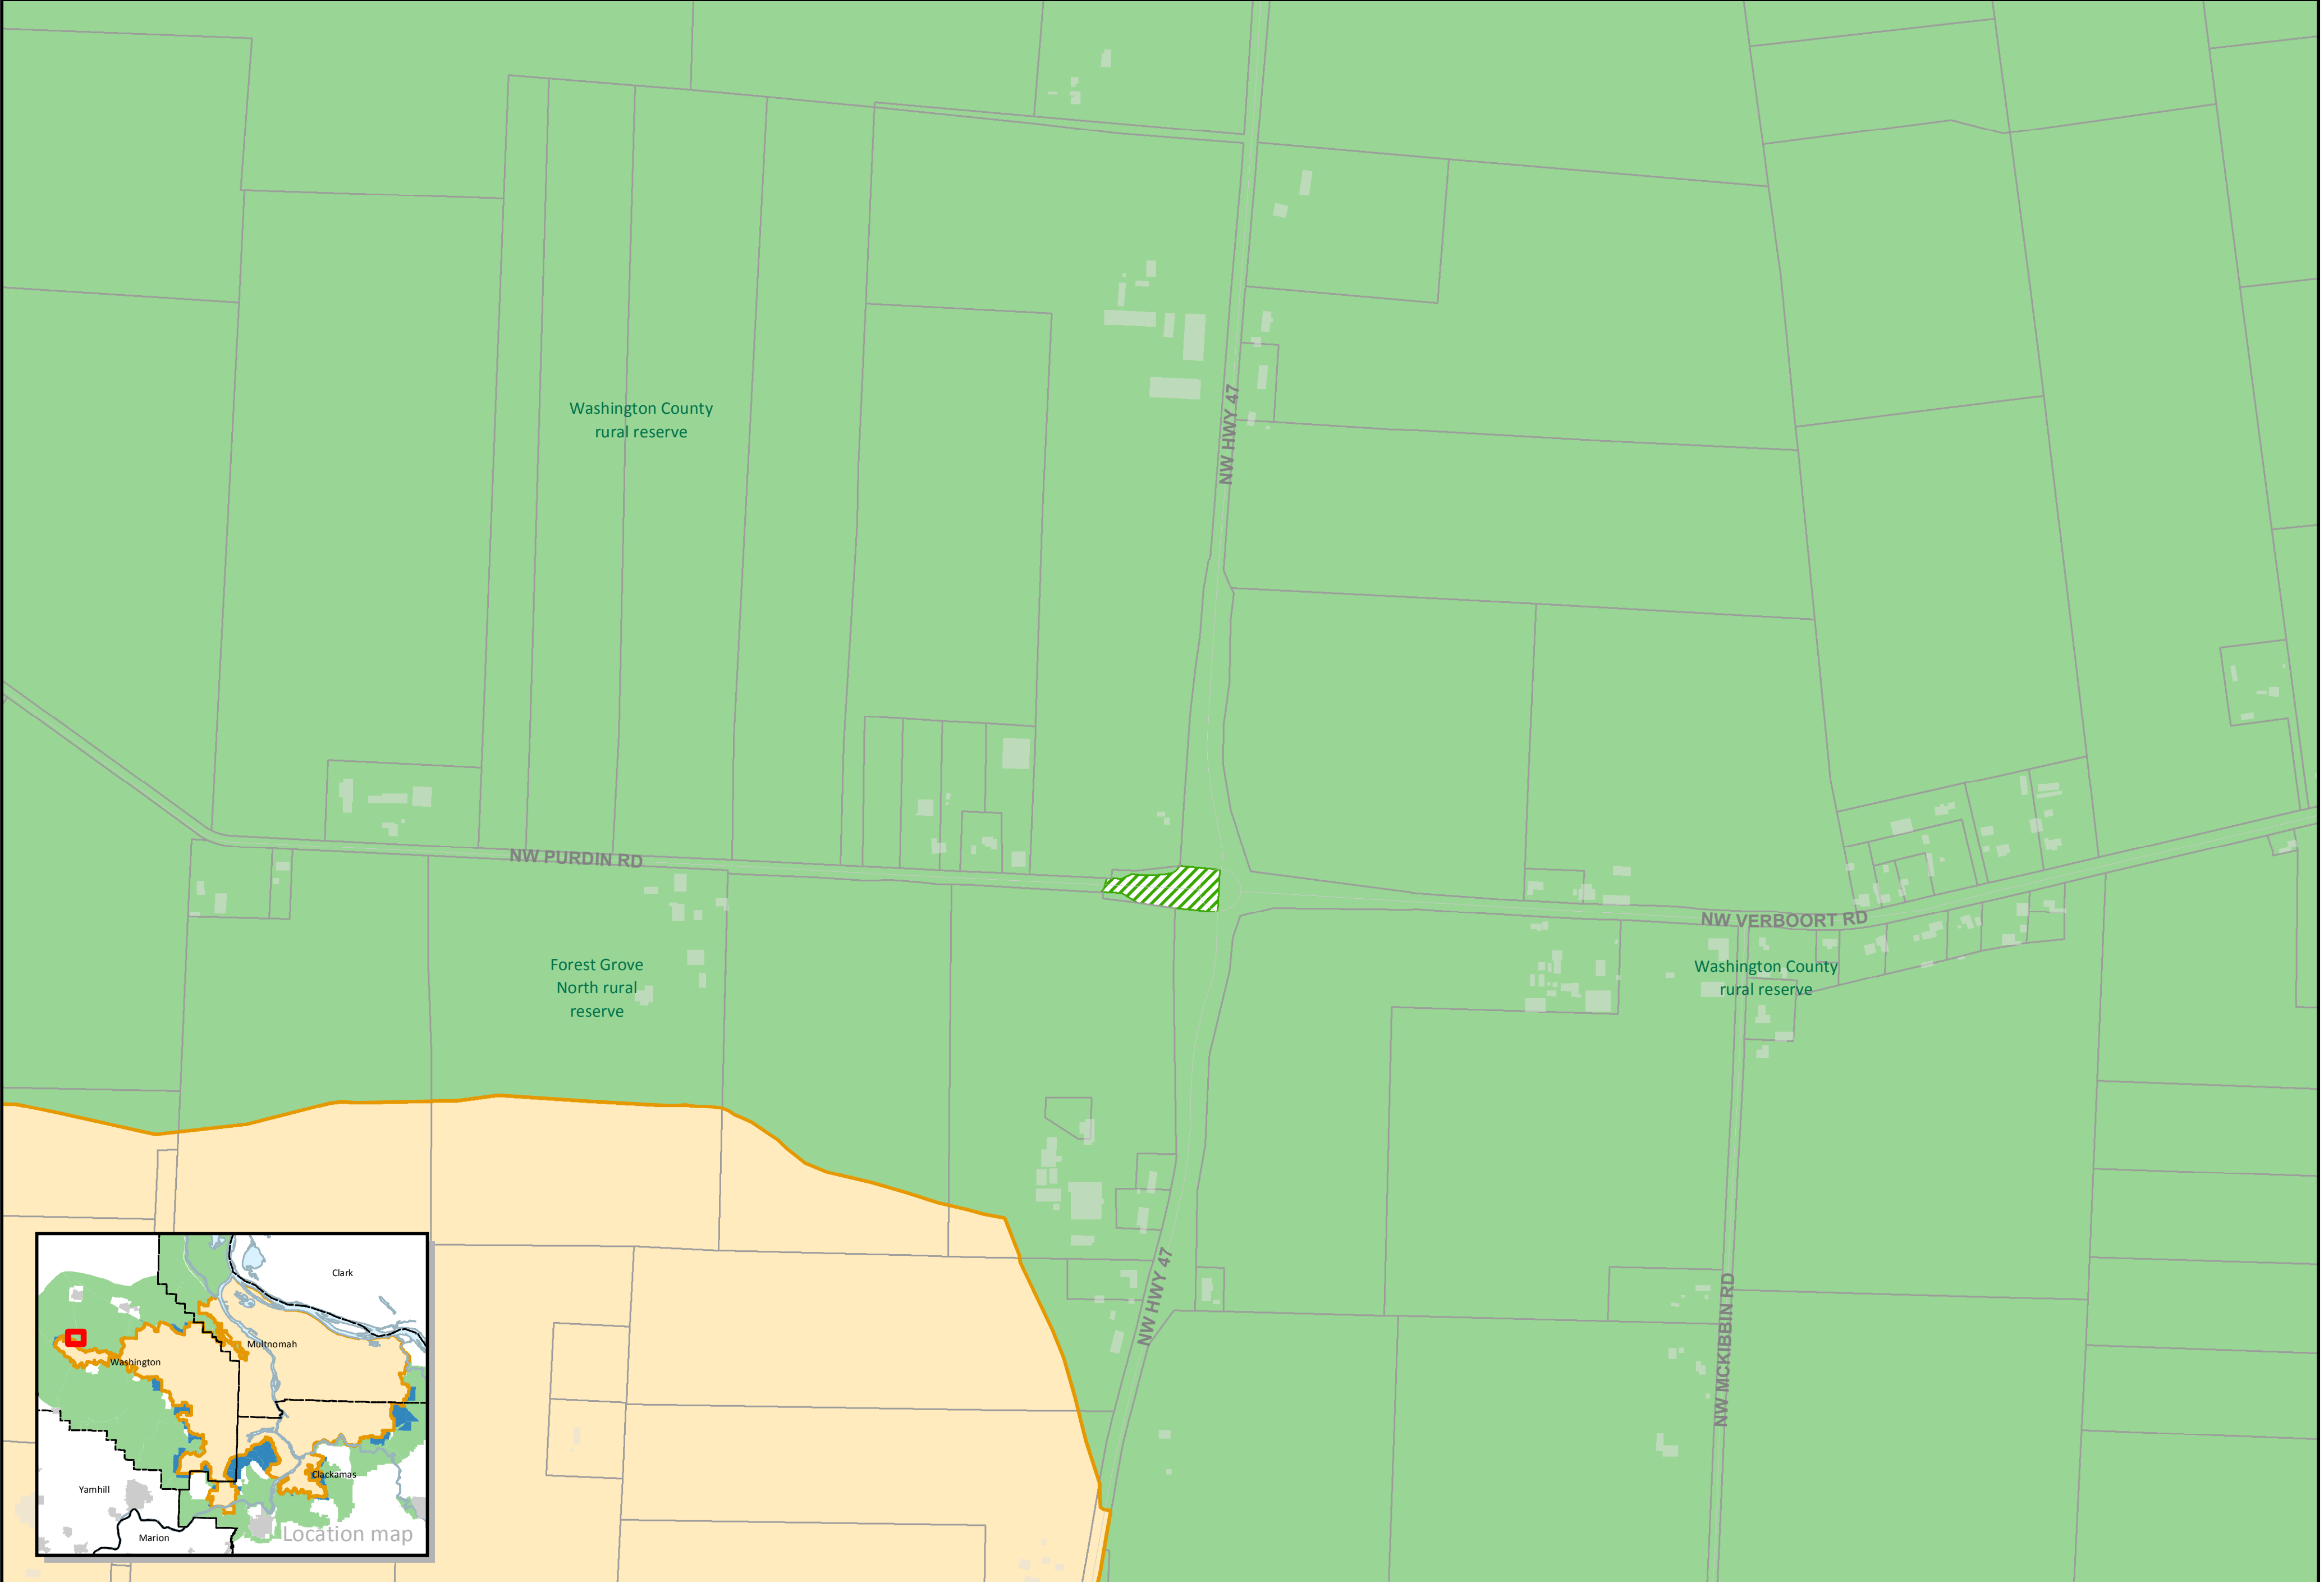 Washington County
rural reserve
NW HWY 47
NW PURDIN RD
NW VERBOORT RD
Forest Grove
North rural
reserve
Washington County
rural reserve
NW HWY 47
NW MCKIBBIN RD
Clark
Multnomah
Washington
Clackamas
Yamhill
Marion
Location map